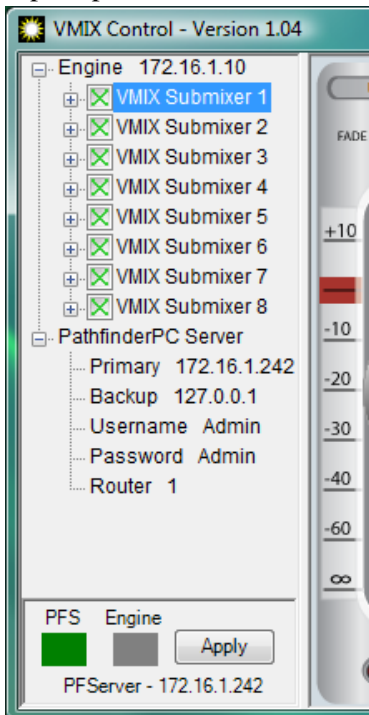 VMIX Control - Version 1.04
Engine 172.16.1.10
VMIX Submixer 1
VMIX Submixer 2
VMIX Submixer 3
VMIX Submixer 4
VMIX Submixer 5
VMIX Submixer 6
VMIX Submixer 7
VMIX Submixer 8
PathfinderPC Server
Primary 172.16.1.242
Backup 127.0.0.1
Username Admin
Password Admin
Router 1
PFS Engine
Apply
PFServer - 172.16.1.242
FADE
+10
-10
-20
-30
-40
-60
∞